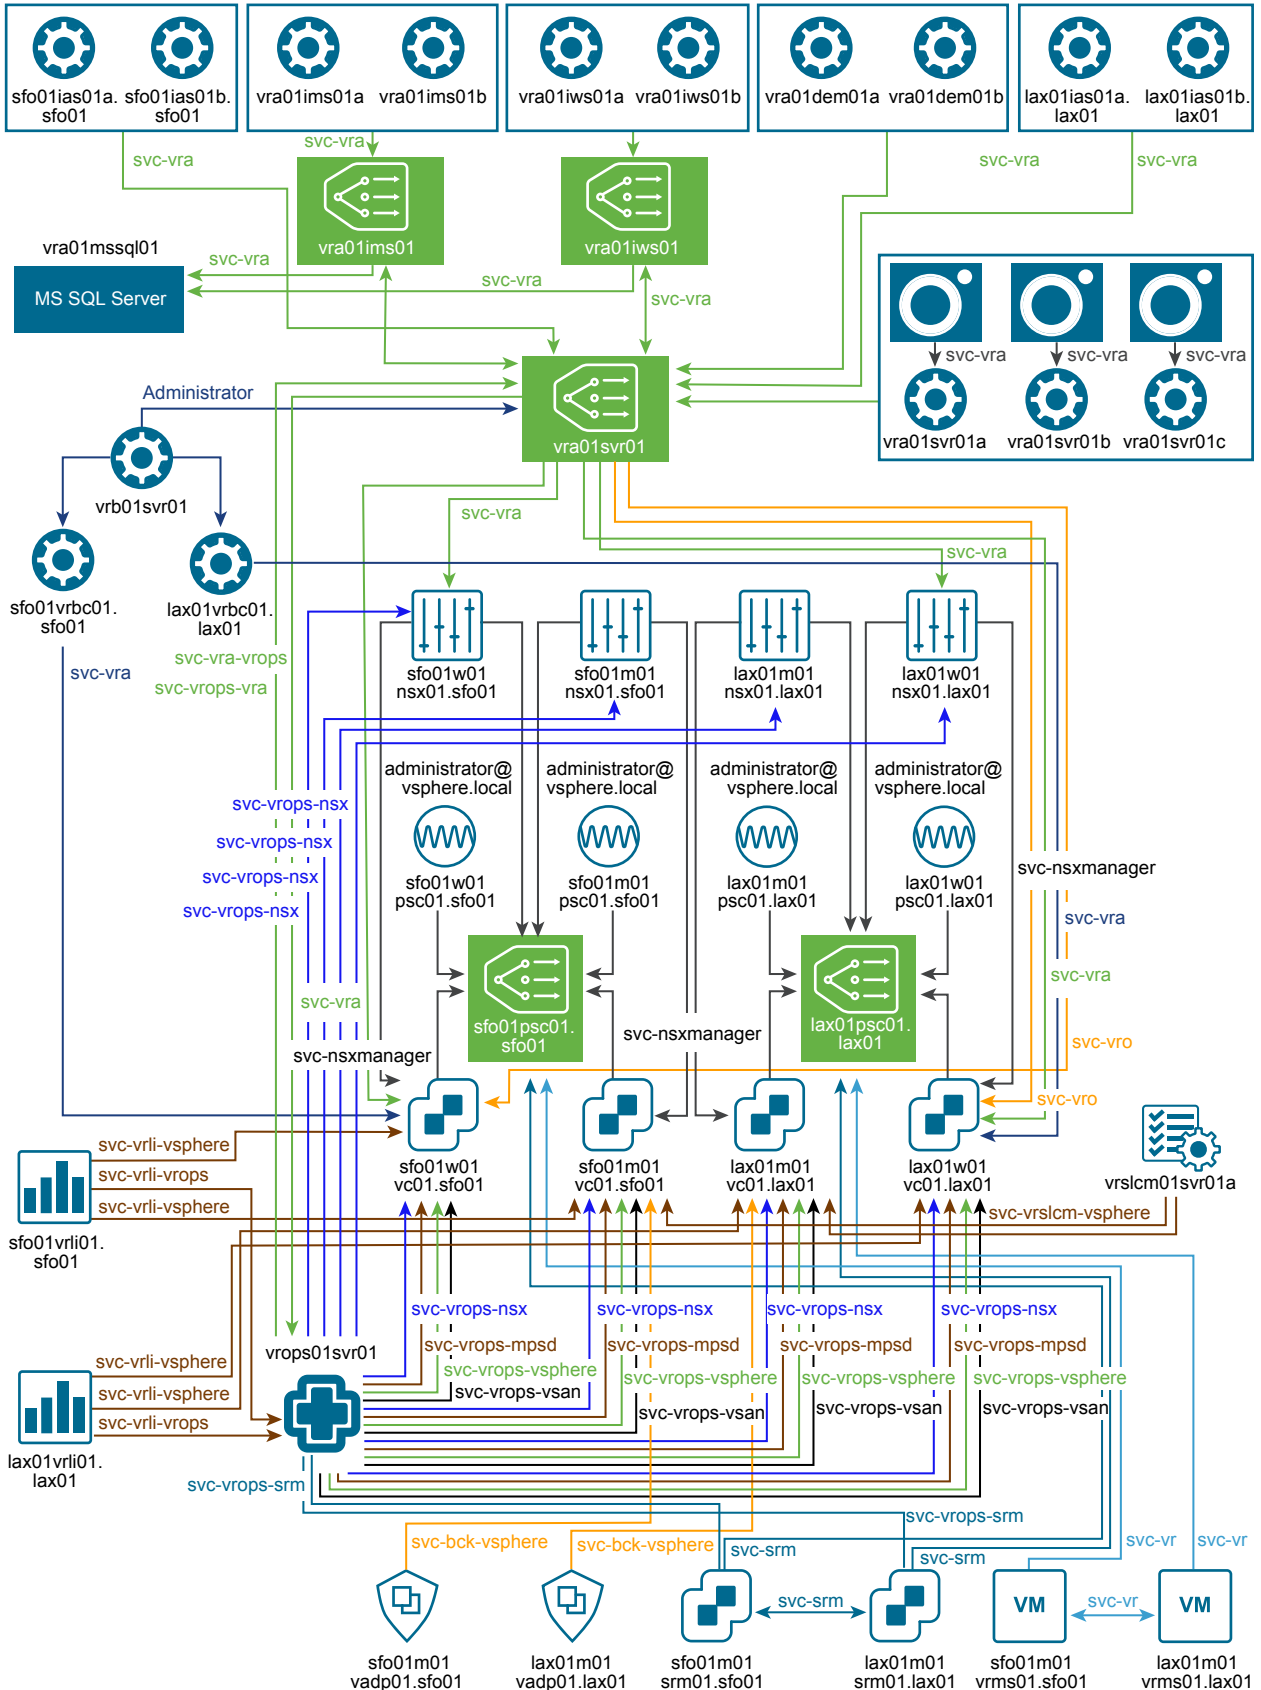 sfo01ias01a.
sfo01
sfo01ias01b.
sfo01
vra01ims01a
vra01ims01b
vra01iws01a
vra01iws01b
vra01dem01a
vra01dem01b
lax01ias01a.
lax01
lax01ias01b.
lax01
svc-vra
svc-vra
svc-vra
svc-vra
svc-vra
vra01ims01
vra01iws01
vra01mssql01
MS SQL Server
svc-vra
svc-vra
svc-vra
svc-vra
svc-vra
svc-vra
vra01svr01a
vra01svr01b
vra01svr01c
Administrator
vra01svr01
vrb01svr01
svc-vra
svc-vra
sfo01vrbc01.
sfo01
lax01vrbc01.
lax01
svc-vra
svc-vra-vrops
svc-vrops-vra
sfo01w01
nsx01.sfo01
sfo01m01
nsx01.sfo01
lax01m01
nsx01.lax01
lax01w01
nsx01.lax01
administrator@
vsphere.local
administrator@
vsphere.local
administrator@
vsphere.local
administrator@
vsphere.local
svc-vrops-nsx
svc-vrops-nsx
svc-vrops-nsx
svc-vrops-nsx
sfo01w01
psc01.sfo01
sfo01m01
psc01.sfo01
lax01m01
psc01.lax01
lax01w01
psc01.lax01
svc-nsxmanager
svc-vra
svc-vra
svc-vra
sfo01psc01.
sfo01
lax01psc01.
lax01
svc-nsxmanager
svc-nsxmanager
svc-vro
svc-vro
svc-vrli-vsphere
svc-vrli-vrops
svc-vrli-vsphere
sfo01vrli01.
sfo01
sfo01w01
vc01.sfo01
sfo01m01
vc01.sfo01
lax01m01
vc01.lax01
lax01w01
vc01.lax01
vrslcm01svr01a
svc-vrslcm-vsphere
svc-vrops-nsx
svc-vrops-nsx
svc-vrops-nsx
svc-vrops-nsx
vrops01svr01
svc-vrops-mpsd
svc-vrops-mpsd
svc-vrops-mpsd
svc-vrops-mpsd
svc-vrops-vsphere
svc-vrops-vsphere
svc-vrops-vsphere
svc-vrops-vsphere
svc-vrops-vsan
svc-vrops-vsan
svc-vrops-vsan
svc-vrops-vsan
svc-vrli-vsphere
svc-vrli-vsphere
svc-vrli-vrops
lax01vrli01.
lax01
svc-vrops-srm
svc-vrops-srm
svc-bck-vsphere
svc-bck-vsphere
svc-srm
svc-srm
svc-vr
svc-vr
svc-srm
svc-vr
VM
VM
sfo01m01
vadp01.sfo01
lax01m01
vadp01.lax01
sfo01m01
srm01.sfo01
lax01m01
srm01.lax01
sfo01m01
vrms01.sfo01
lax01m01
vrms01.lax01